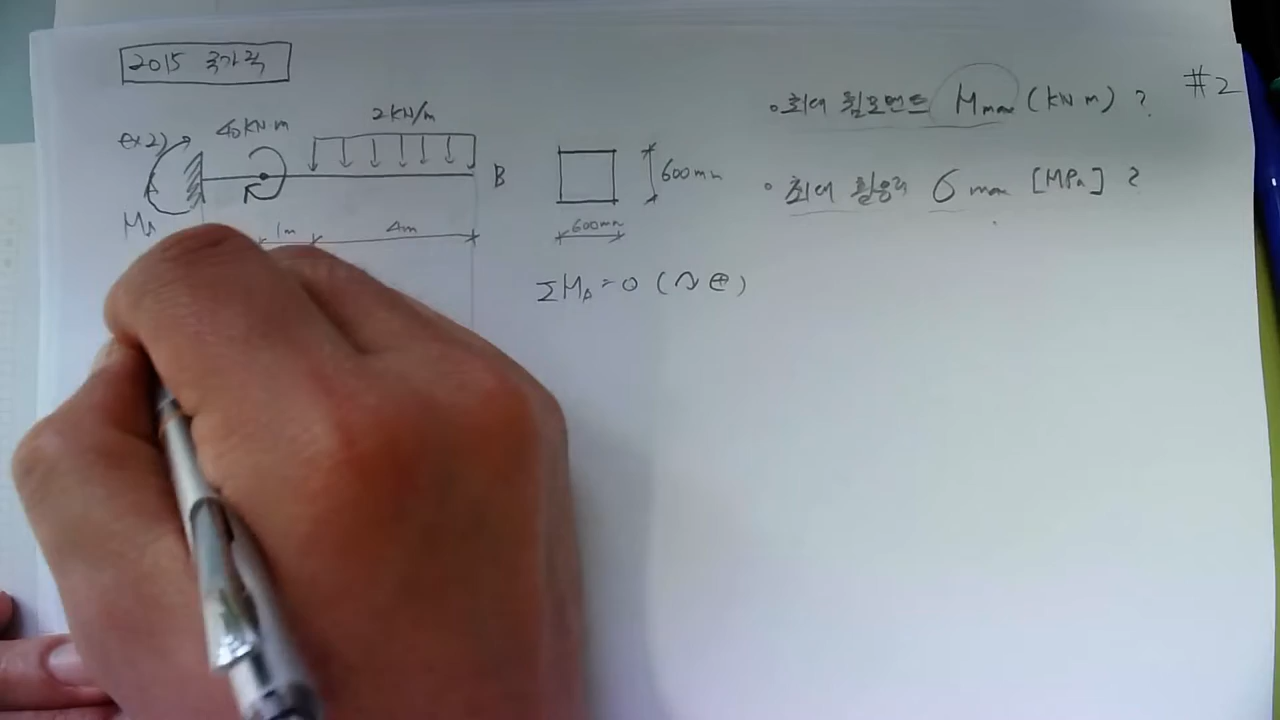 2015 국가직
#2
ex2)
40kN·m
2kN/m
B
MA
1m
4m
600mm
600mm
∘최대 휨모멘트 Mmax (kN m) ?
∘최대 휨응력 σ max [MPa] ?
ΣMA = 0 (↷ ⊕)